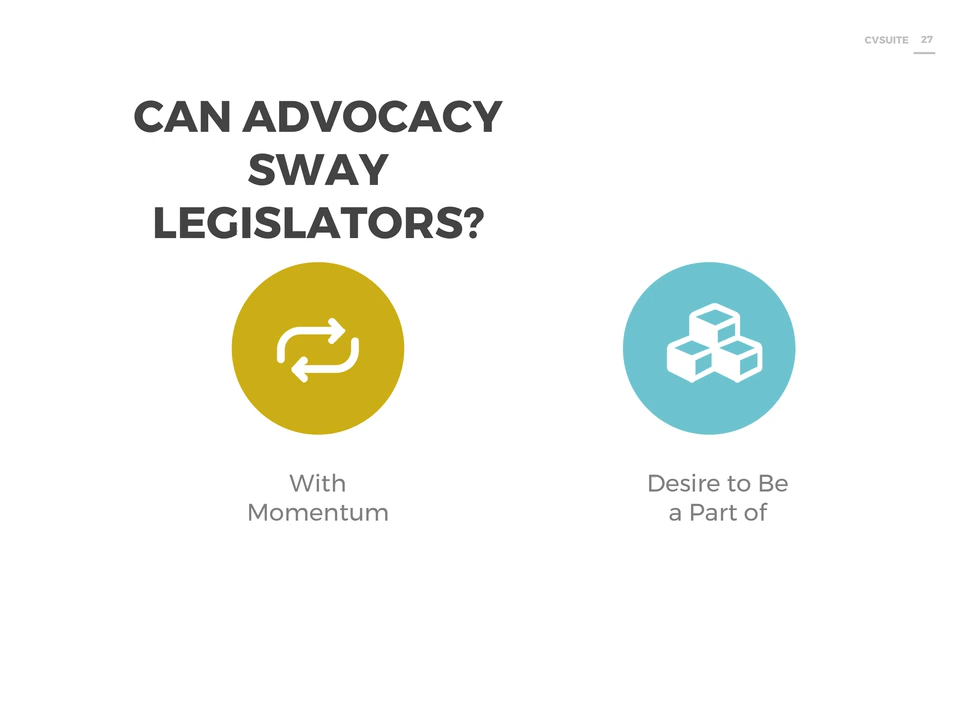 CVSUITE 27
CAN ADVOCACY
SWAY
LEGISLATORS?
With
Momentum
Desire to Be
a Part of